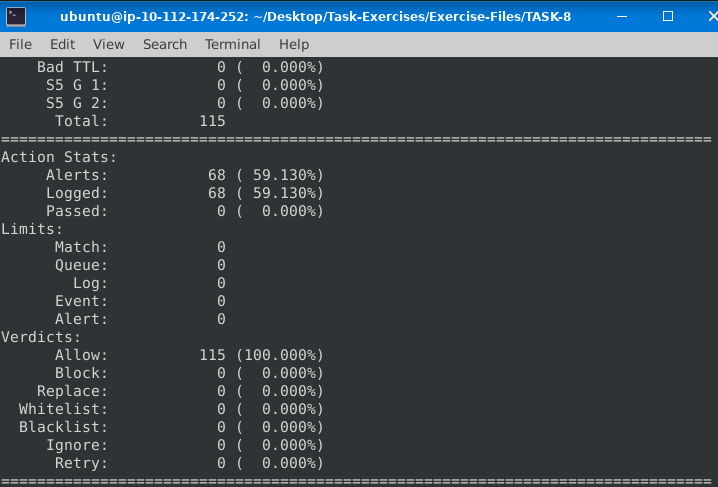 ubuntu@ip-10-112-174-252: ~/Desktop/Task-Exercises/Exercise-Files/TASK-8
File Edit View Search Terminal Help
Bad TTL: 0 ( 0.000%)
S5 G 1: 0 ( 0.000%)
S5 G 2: 0 ( 0.000%)
Total: 115
===============================================================================
Action Stats:
Alerts: 68 ( 59.130%)
Logged: 68 ( 59.130%)
Passed: 0 ( 0.000%)
Limits:
Match: 0
Queue: 0
Log: 0
Event: 0
Alert: 0
Verdicts:
Allow: 115 (100.000%)
Block: 0 ( 0.000%)
Replace: 0 ( 0.000%)
Whitelist: 0 ( 0.000%)
Blacklist: 0 ( 0.000%)
Ignore: 0 ( 0.000%)
Retry: 0 ( 0.000%)
===============================================================================